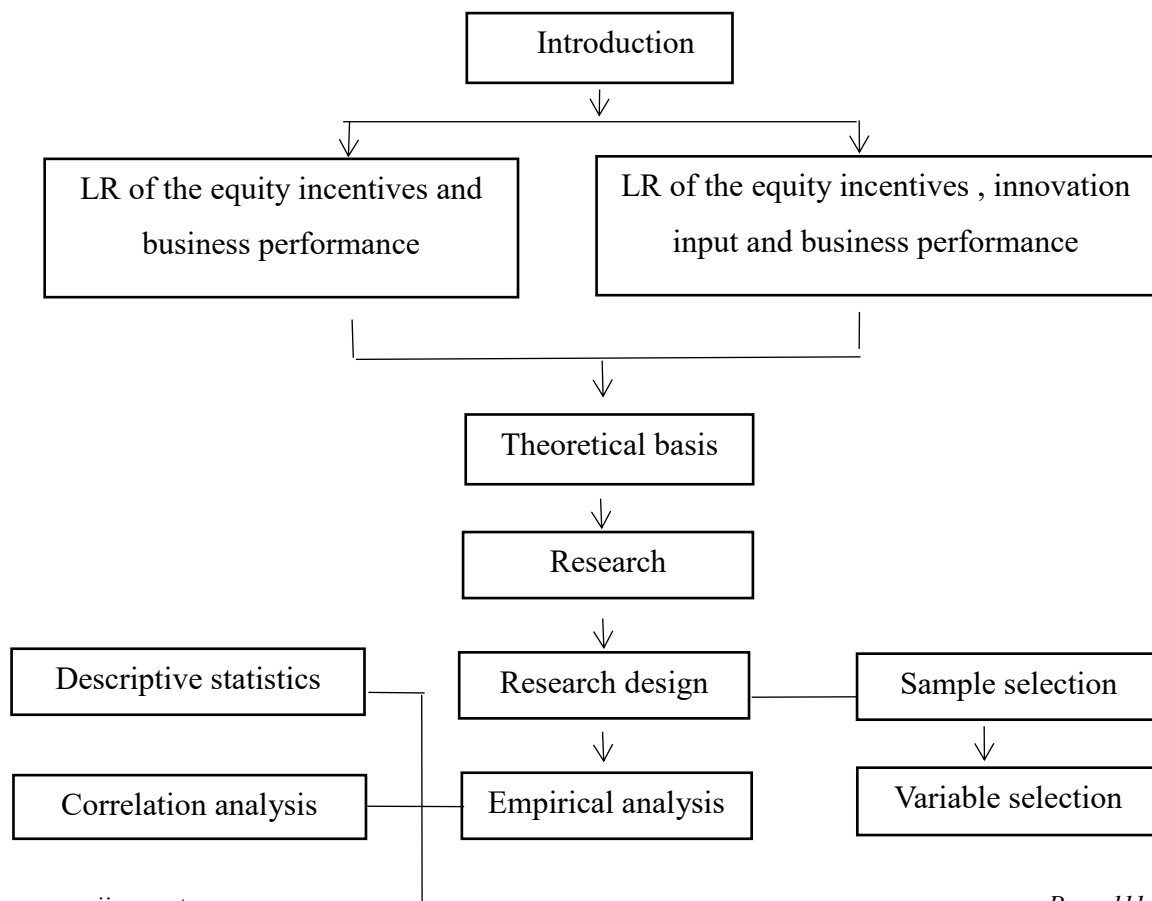 Introduction
LR of the equity incentives and
business performance
LR of the equity incentives , innovation
input and business performance
Theoretical basis
Research
Descriptive statistics
Research design
Sample selection
Correlation analysis
Empirical analysis
Variable selection